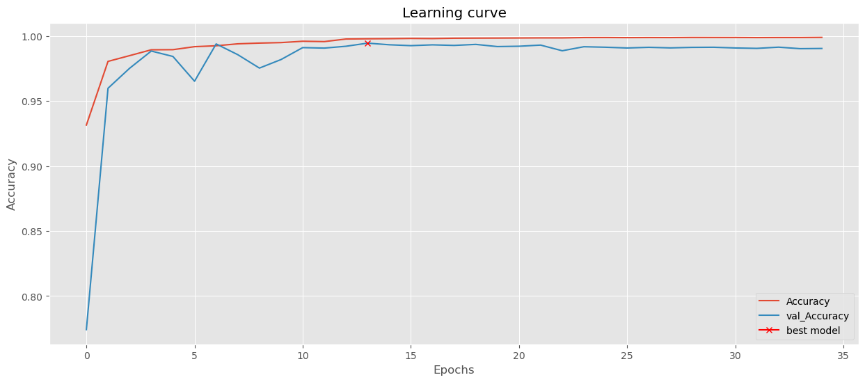 Learning curve
1.00
0.95
0.90
0.85
0.80
Accuracy
0
5
10
15
20
25
30
35
Epochs
Accuracy
val_Accuracy
best model